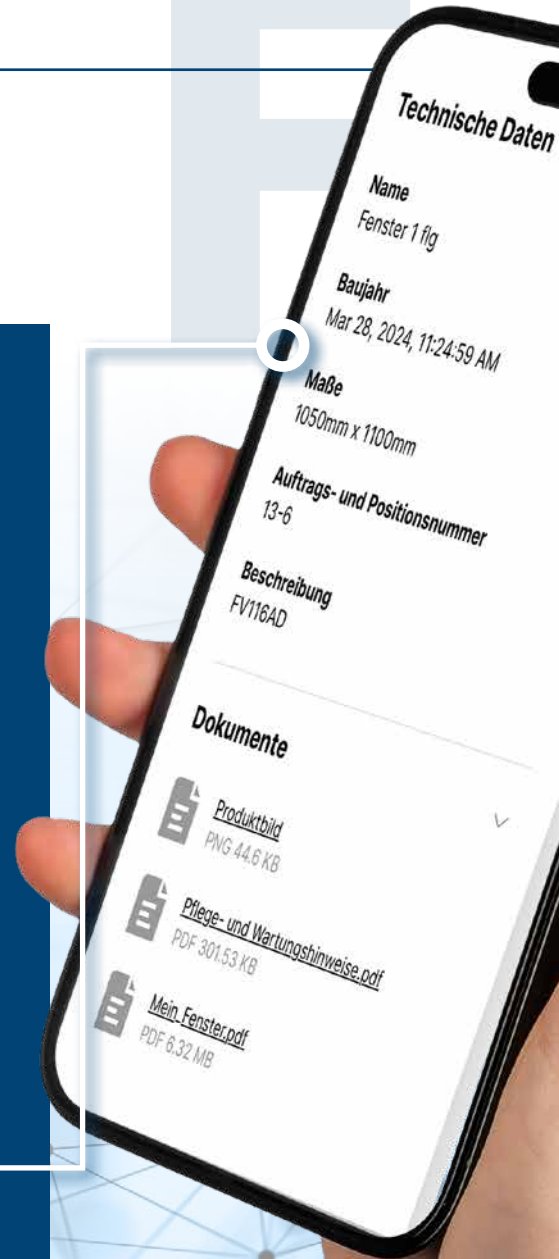 Technische Daten
Name
Fenster 1 flg
Baujahr
Mar 28, 2024, 11:24:59 AM
Maße
1050mm x 1100mm
Auftrags- und Positionsnummer
13-6
Beschreibung
FV116AD
Dokumente
Produktbild
PNG 44.6 KB
Pflege- und Wartungshinweise.pdf
PDF 301.53 KB
Mein_Fenster.pdf
PDF 6.32 MB